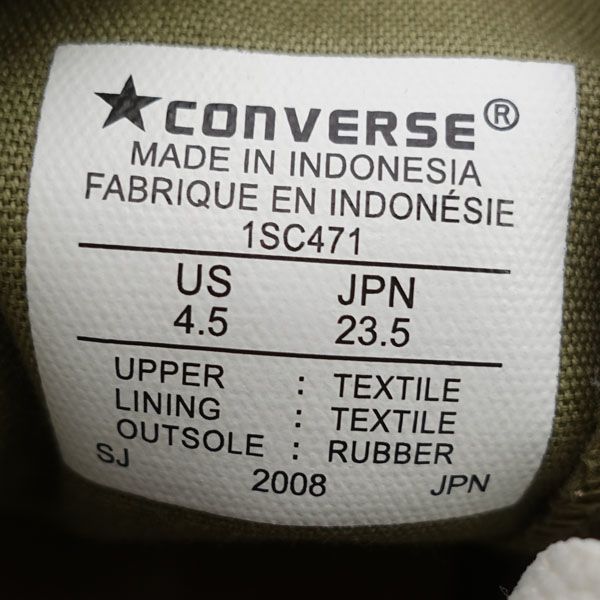 ★CONVERSE®
MADE IN INDONESIA
FABRIQUE EN INDONÉSIE
1SC471
US JPN
4.5 23.5
UPPER : TEXTILE
LINING : TEXTILE
OUTSOLE : RUBBER
SJ 2008 JPN